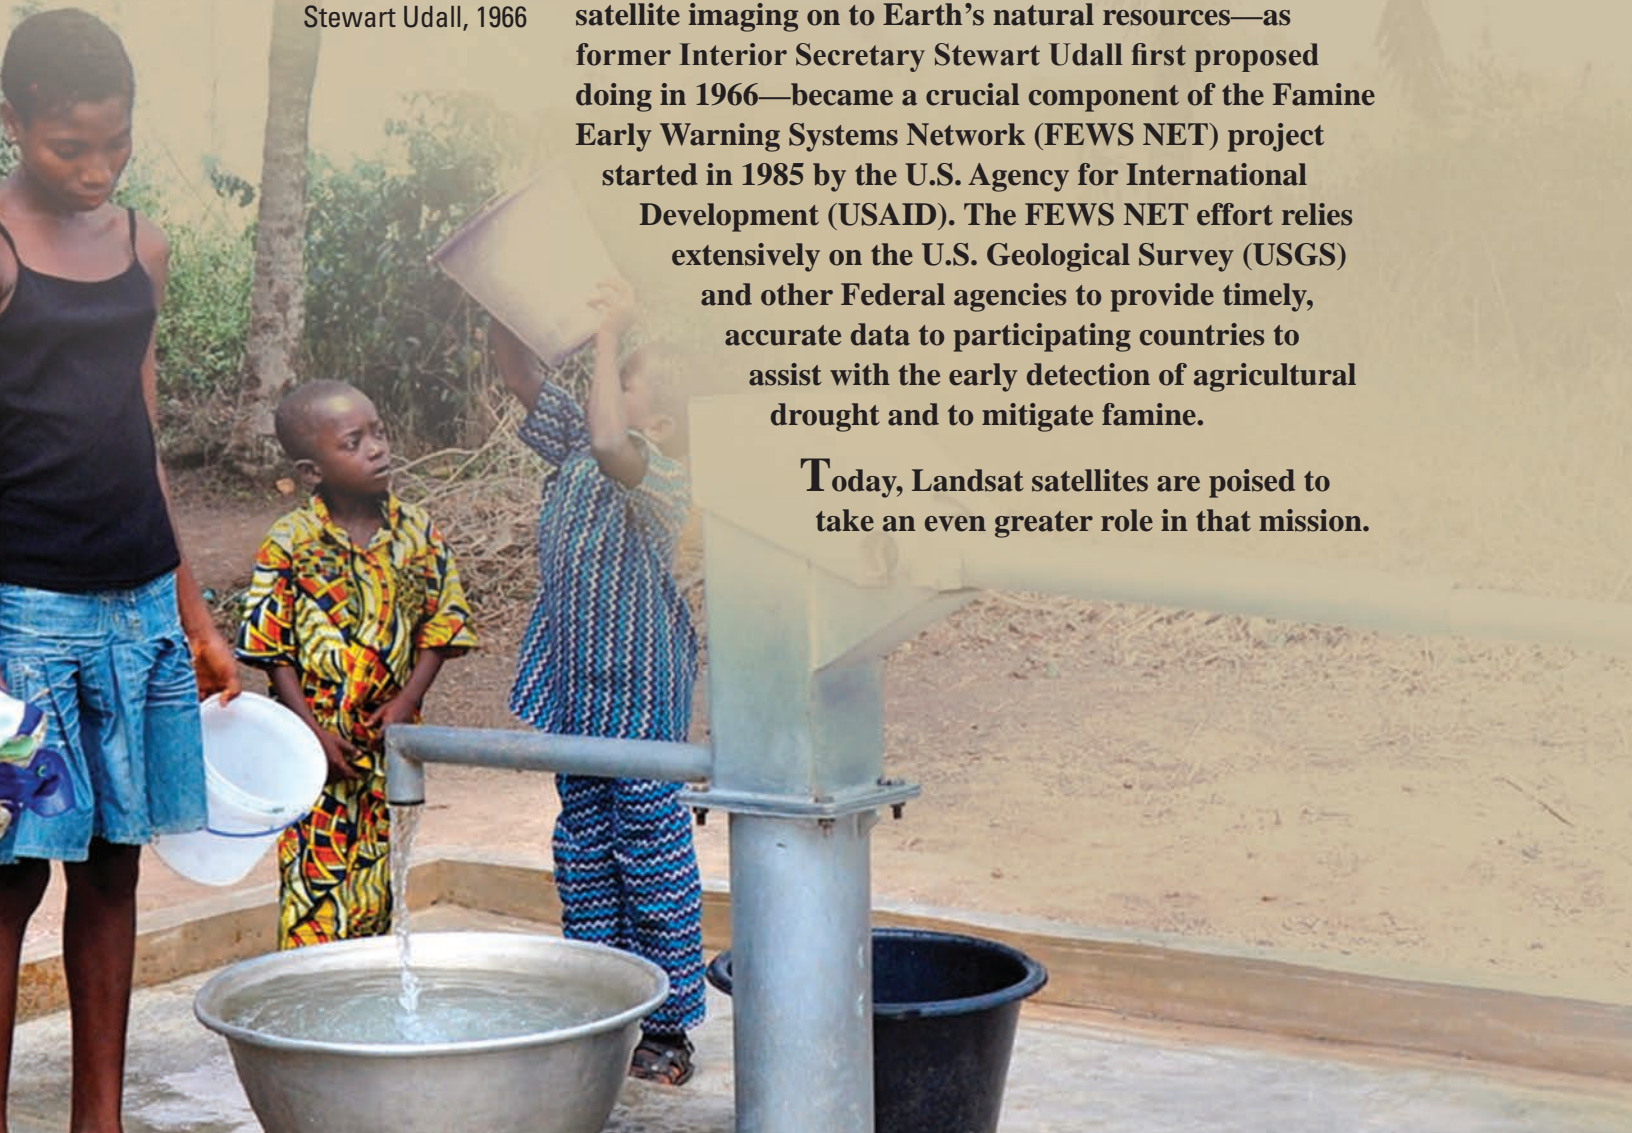 Stewart Udall, 1966
satellite imaging on to Earth’s natural resources—as
former Interior Secretary Stewart Udall first proposed
doing in 1966—became a crucial component of the Famine
Early Warning Systems Network (FEWS NET) project
started in 1985 by the U.S. Agency for International
Development (USAID). The FEWS NET effort relies
extensively on the U.S. Geological Survey (USGS)
and other Federal agencies to provide timely,
accurate data to participating countries to
assist with the early detection of agricultural
drought and to mitigate famine.
Today, Landsat satellites are poised to
take an even greater role in that mission.